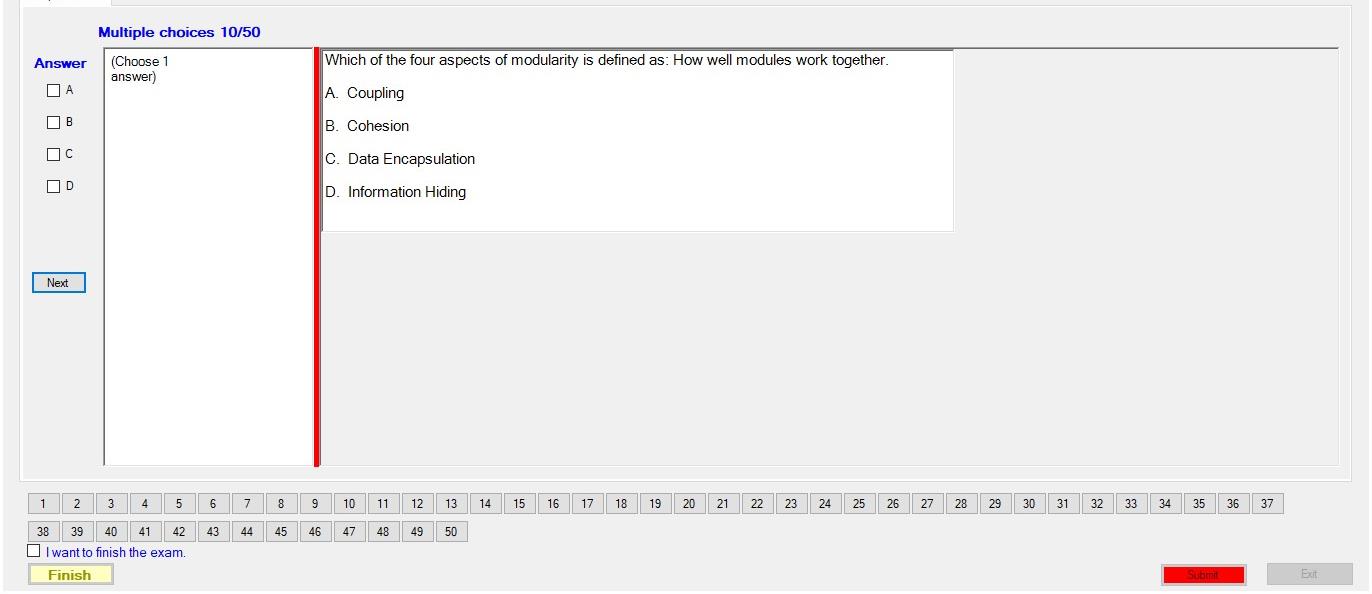 Multiple choices 10/50
Answer
A
B
C
D
Next
(Choose 1
answer)
Which of the four aspects of modularity is defined as: How well modules work together.
A. Coupling
B. Cohesion
C. Data Encapsulation
D. Information Hiding
1 2 3 4 5 6 7 8 9 10 11 12 13 14 15 16 17 18 19 20 21 22 23 24 25 26 27 28 29 30 31 32 33 34 35 36 37
38 39 40 41 42 43 44 45 46 47 48 49 50
I want to finish the exam.
Finish Submit Exit